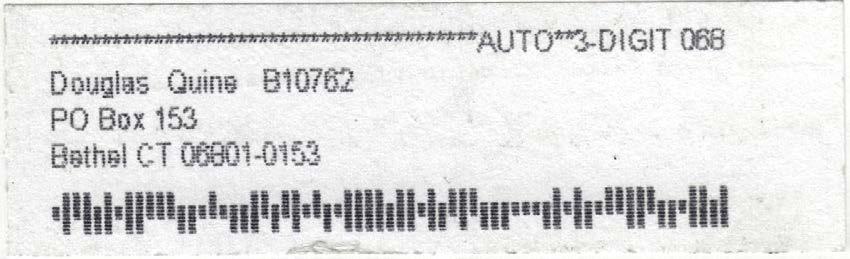 *****************************************AUTO**3-DIGIT 068
Douglas Quine B10762
PO Box 153
Bethel CT 06801-0153